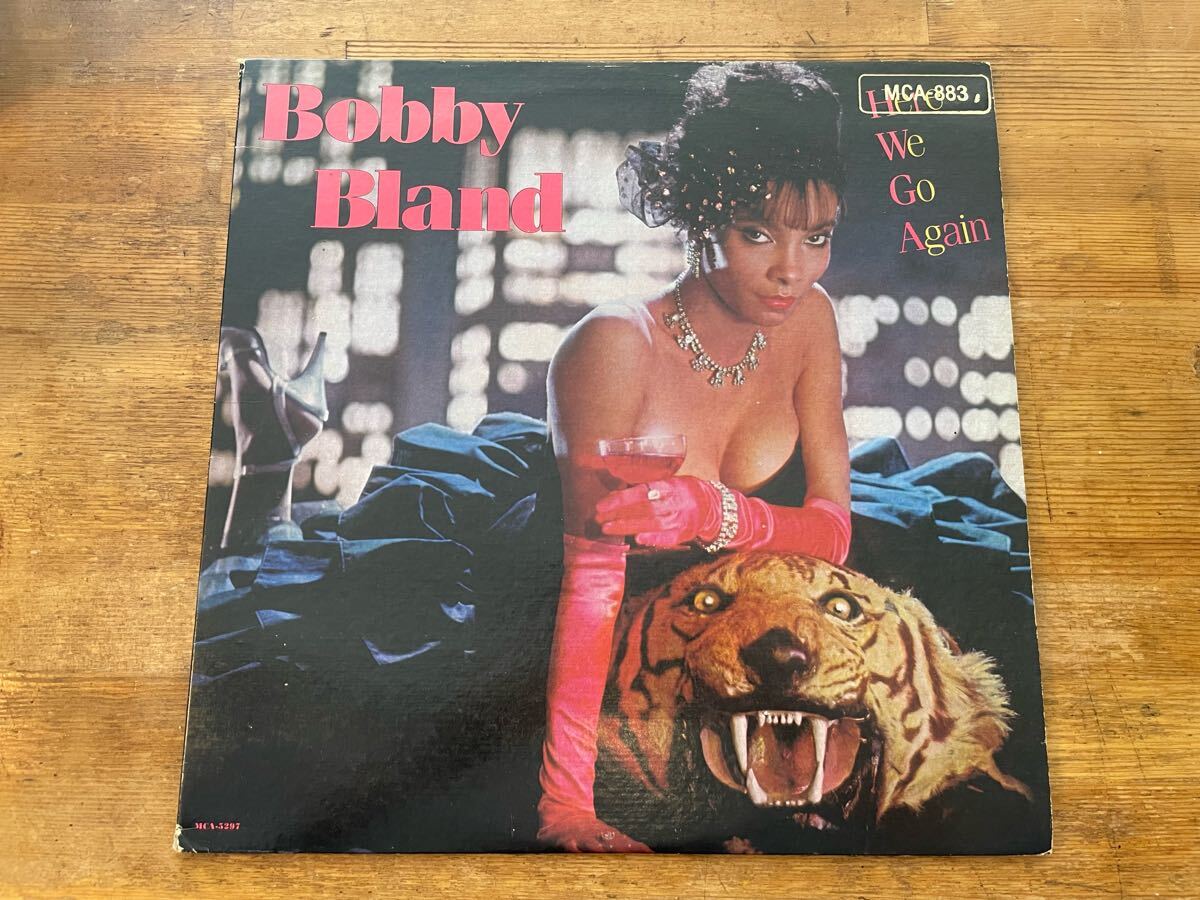 Bobby
Bland
MCA-883
Here
We
Go
Again
MCA-5297